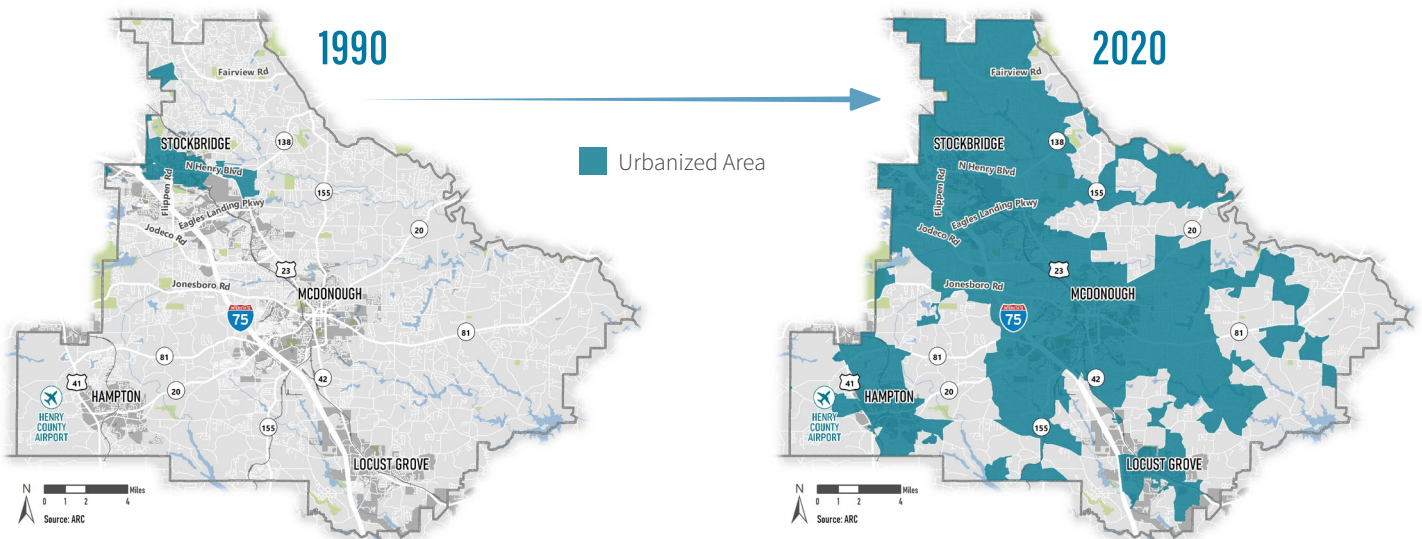 1990
Fairview Rd
STOCKBRIDGE
138
N Henry Blvd
Flippen Rd
155
Eagles Landing Pkwy
20
Jodeco Rd
23
Jonesboro Rd
MCDONOUGH
75
81
81
42
41
20
HAMPTON
HENRY
COUNTY
AIRPORT
155
LOCUST GROVE
N
0 1 2 4 Miles
Source: ARC
Urbanized Area
2020
Fairview Rd
STOCKBRIDGE
138
N Henry Blvd
Flippen Rd
155
Eagles Landing Pkwy
20
Jodeco Rd
23
Jonesboro Rd
MCDONOUGH
75
81
81
42
41
20
HAMPTON
HENRY
COUNTY
AIRPORT
155
LOCUST GROVE
N
0 1 2 4 Miles
Source: ARC